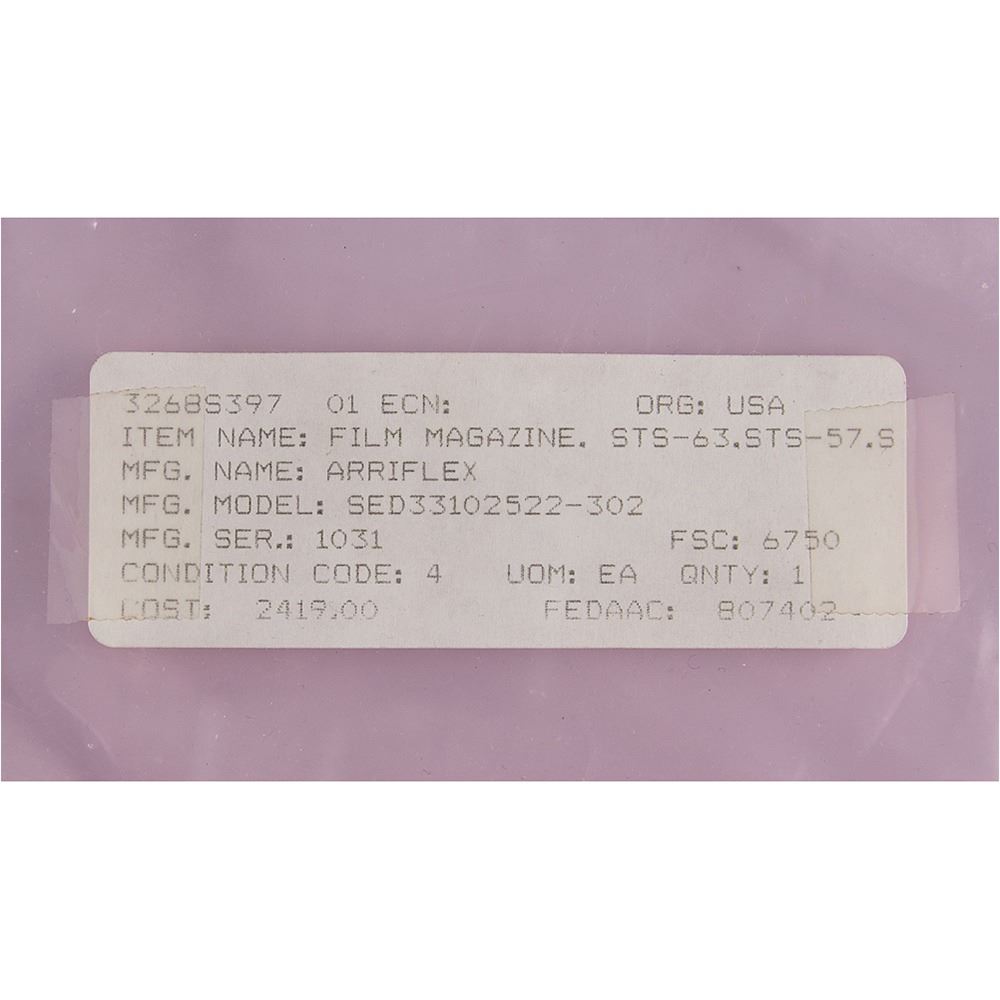 3268S397 01 ECN: ORG: USA
ITEM NAME: FILM MAGAZINE. STS-63.STS-57.S
MFG. NAME: ARRIFLEX
MFG. MODEL: SED33102522-302
MFG. SER.: 1031 FSC: 6750
CONDITION CODE: 4 UOM: EA QNTY: 1
COST: 2419.00 FEDAAC: 807402